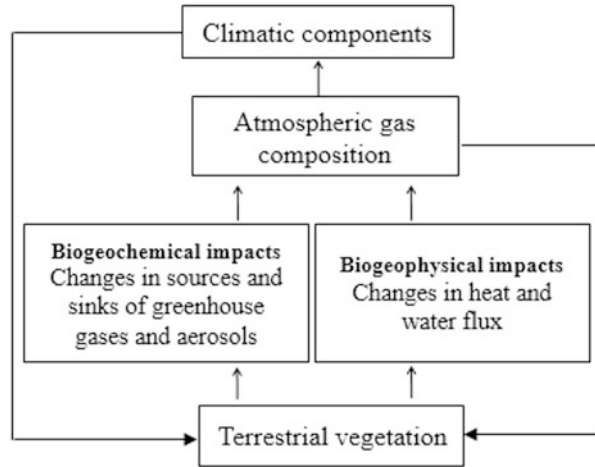 Climatic components
Atmospheric gas
composition
Biogeochemical impacts
Changes in sources and
sinks of greenhouse
gases and aerosols
Biogeophysical impacts
Changes in heat and
water flux
Terrestrial vegetation